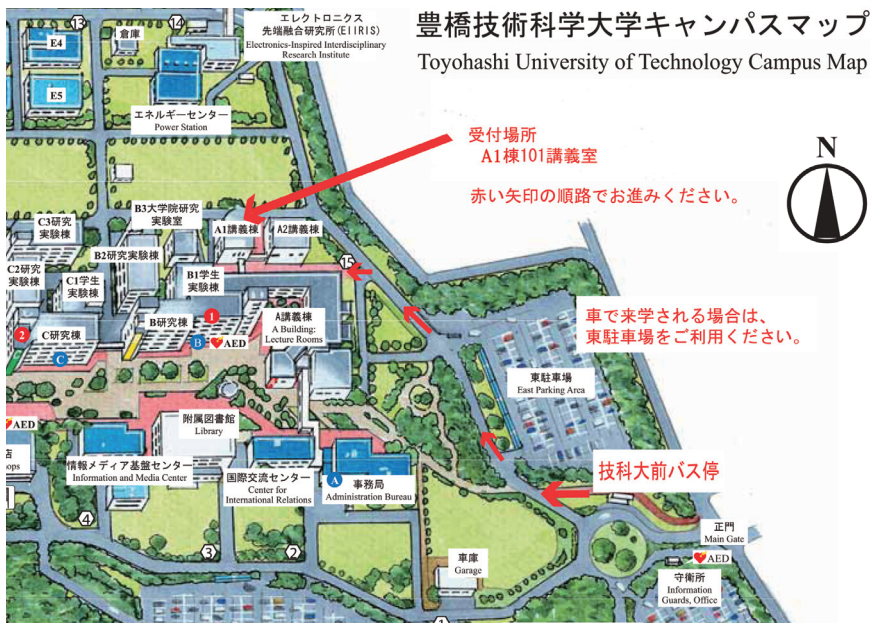 豊橋技術科学大学キャンパスマップ
Toyohashi University of Technology Campus Map
13
14
E4
倉庫
エレクトロニクス
先端融合研究所(EIIRIS)
Electronics-Inspired Interdisciplinary
Research Institute
E5
エネルギーセンター
Power Station
受付場所
A1棟101講義室
赤い矢印の順路でお進みください。
N
C3研究
実験棟
B3大学院研究
実験室
A1講義棟
A2講義棟
C2研究
実験棟
B2研究実験棟
C1学生
実験棟
B1学生
実験棟
15
車で来学される場合は、
東駐車場をご利用ください。
A講義棟
A Building:
Lecture Rooms
1
B研究棟
2
C研究棟
B
AED
C
東駐車場
East Parking Area
附属図書館
Library
AED
店
hops
情報メディア基盤センター
Information and Media Center
国際交流センター
Center for
International Relations
A
事務局
Administration Bureau
技科大前バス停
正門
Main Gate
4
3
2
車庫
Garage
AED
守衛所
Information
Guards, Office
1